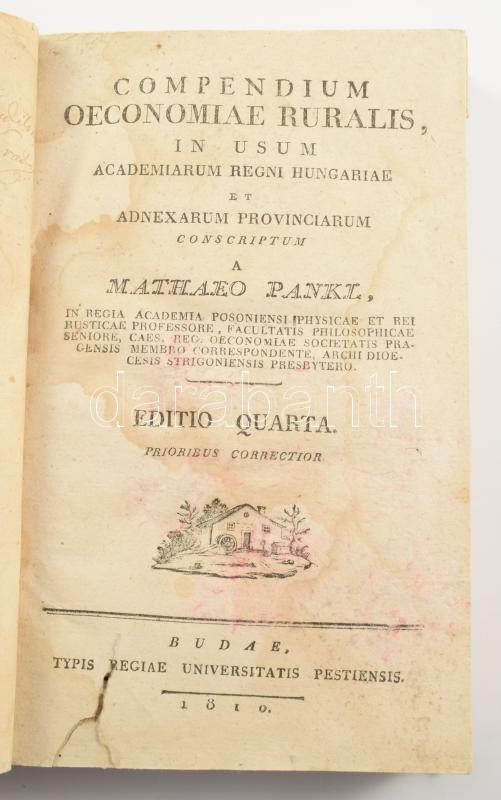 COMPENDIUM
OECONOMIAE RURALIS,
IN USUM
ACADEMIARUM REGNI HUNGARIAE
ET
ADNEXARUM PROVINCIARUM
CONSCRIPTUM
A
MATHAEO PANKL,
IN REGIA ACADEMIA POSONIENSI PHYSICAE ET REI
RUSTICAE PROFESSORE, FACULTATIS PHILOSOPHICAE
SENIORE, CAES. REG. OECONOMIAE SOCIETATIS PRA-
GENSIS MEMBRO CORRESPONDENTE, ARCHI DIOE-
CESIS STRIGONIENSIS PRESBYTERO.
darabanth
EDITIO QUARTA.
PRIORIBUS CORRECTIOR
BUDAE,
TYPIS REGIAE UNIVERSITATIS PESTIENSIS.
1810.